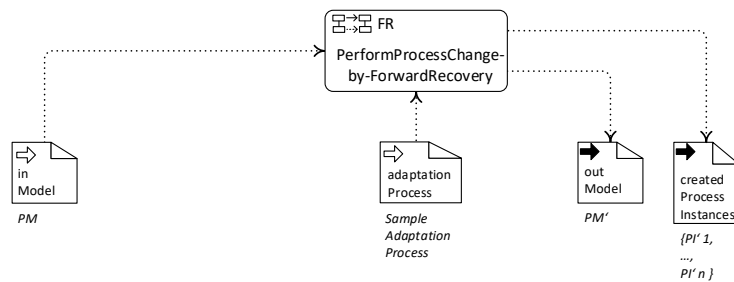 FR
PerformProcessChange-
by-ForwardRecovery
in
Model
PM
adaptation
Process
Sample
Adaptation
Process
out
Model
PM‘
created
Process
Instances
{PI‘ 1,
...,
PI‘ n }